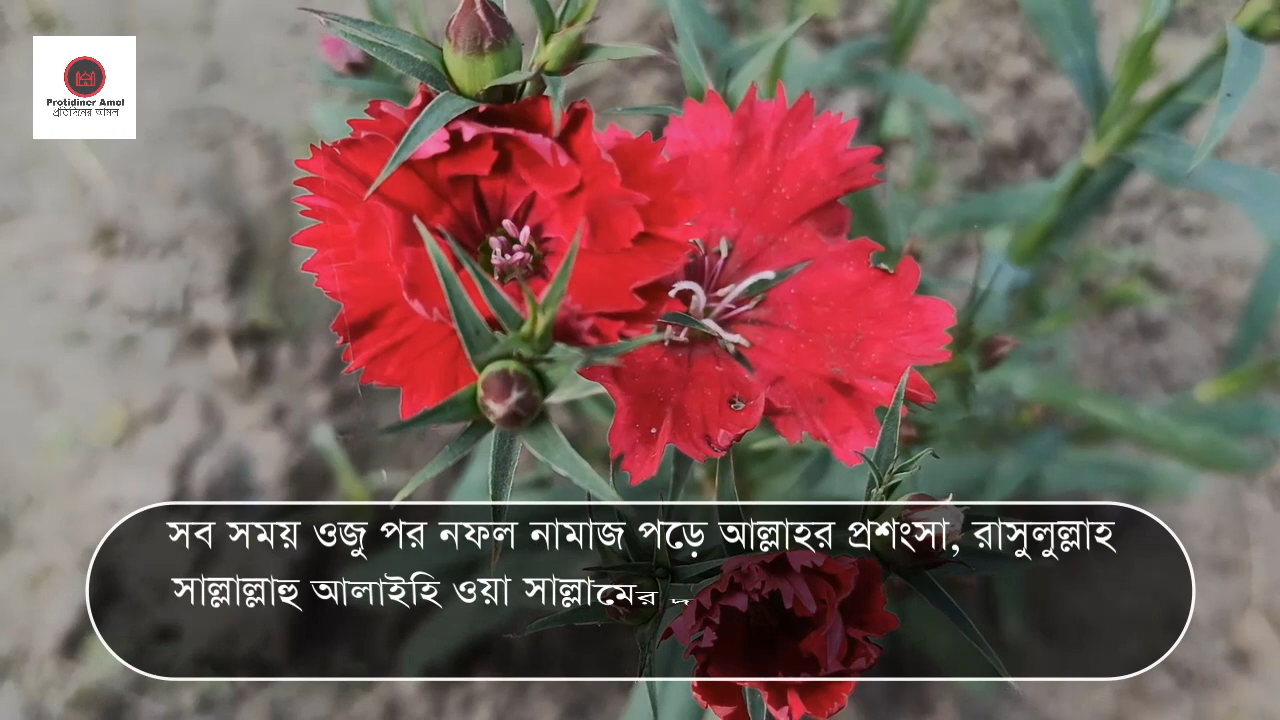 Protidiner Amol
প্রতিদিনের আমল
সব সময় ওজু পর নফল নামাজ পড়ে আল্লাহর প্রশংসা, রাসুলুল্লাহ
সাল্লাল্লাহু আলাইহি ওয়া সাল্লামের